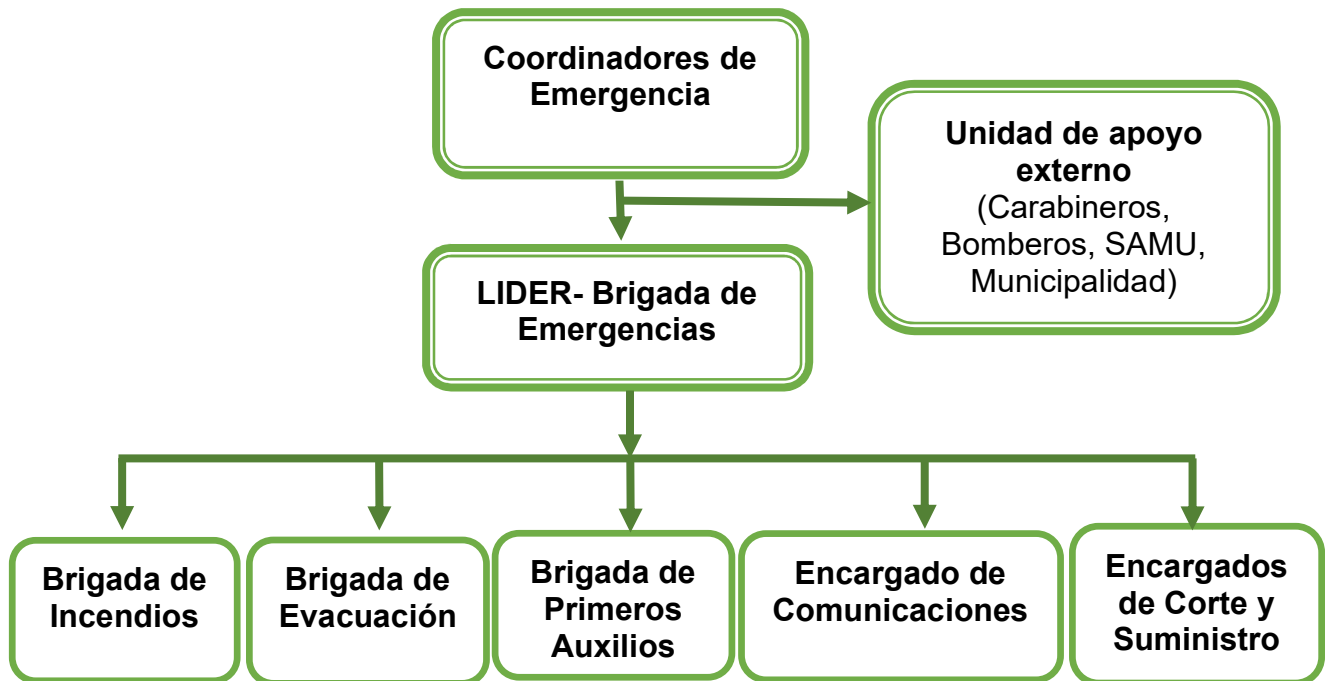 Coordinadores de
Emergencia
Unidad de apoyo
externo
(Carabineros,
Bomberos, SAMU,
Municipalidad)
LIDER- Brigada de
Emergencias
Brigada de
Incendios
Brigada de
Evacuación
Brigada de
Primeros
Auxilios
Encargado de
Comunicaciones
Encargados
de Corte y
Suministro